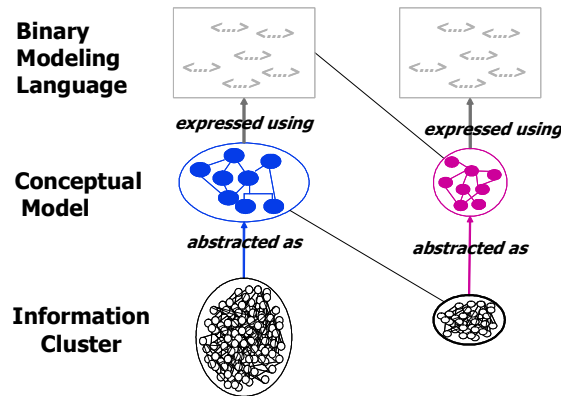 Binary
Modeling
Language
<...> <...>
<...> <...>
<...> <...>
<...> <...>
<...> <...>
<...> <...>
expressed using
expressed using
Conceptual
Model
abstracted as
abstracted as
Information
Cluster